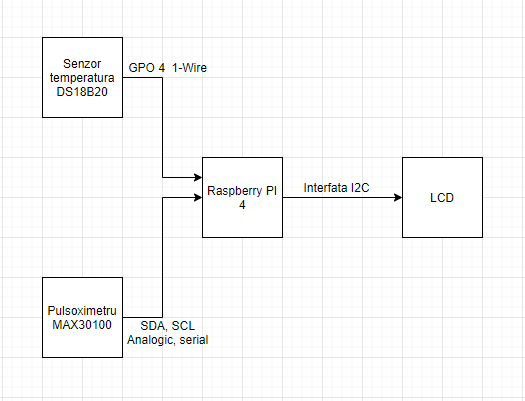 Senzor
temperatura
DS18B20
GPO 4  1-Wire
Raspberry PI
4
Interfata I2C
LCD
Pulsoximetru
MAX30100
SDA, SCL
Analogic, serial